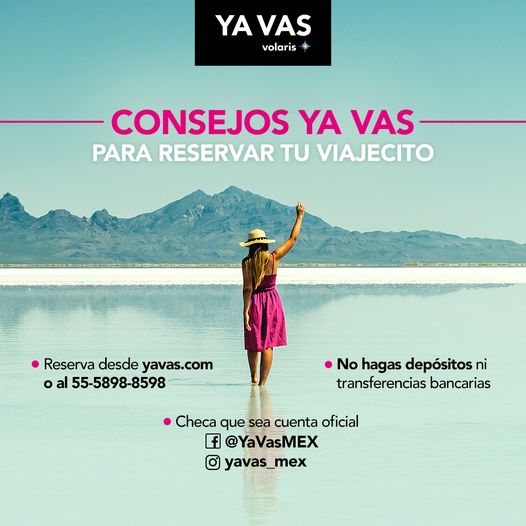 YA VAS
volaris
CONSEJOS YA VAS
PARA RESERVAR TU VIAJECITO
• Reserva desde yavas.com
o al 55-5898-8598
• No hagas depósitos ni
transferencias bancarias
• Checa que sea cuenta oficial
@YaVasMEX
yavas_mex